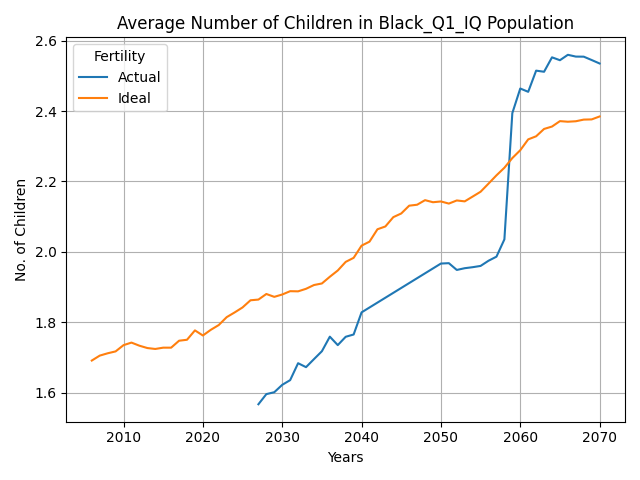 Average Number of Children in Black_Q1_IQ Population
No. of Children
2.6
2.4
2.2
2.0
1.8
1.6
Fertility
Actual
Ideal
2010 2020 2030 2040 2050 2060 2070
Years